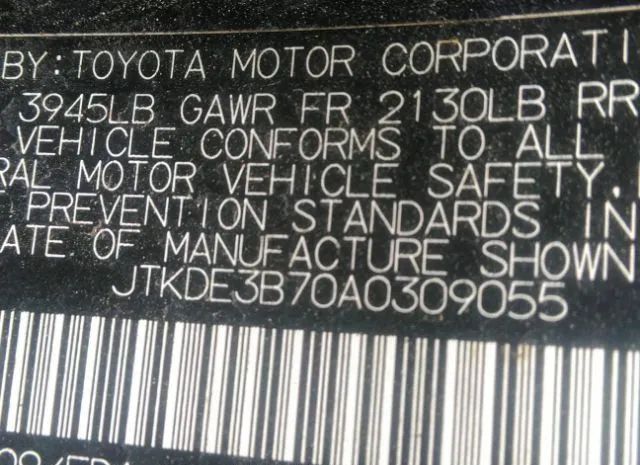 BY: TOYOTA MOTOR CORPORATI
3945LB GAWR FR 2130LB RR
VEHICLE CONFORMS TO ALL
RAL MOTOR VEHICLE SAFETY,
PREVENTION STANDARDS IN
ATE OF MANUFACTURE SHOWN
JTKDE3B70A0309055